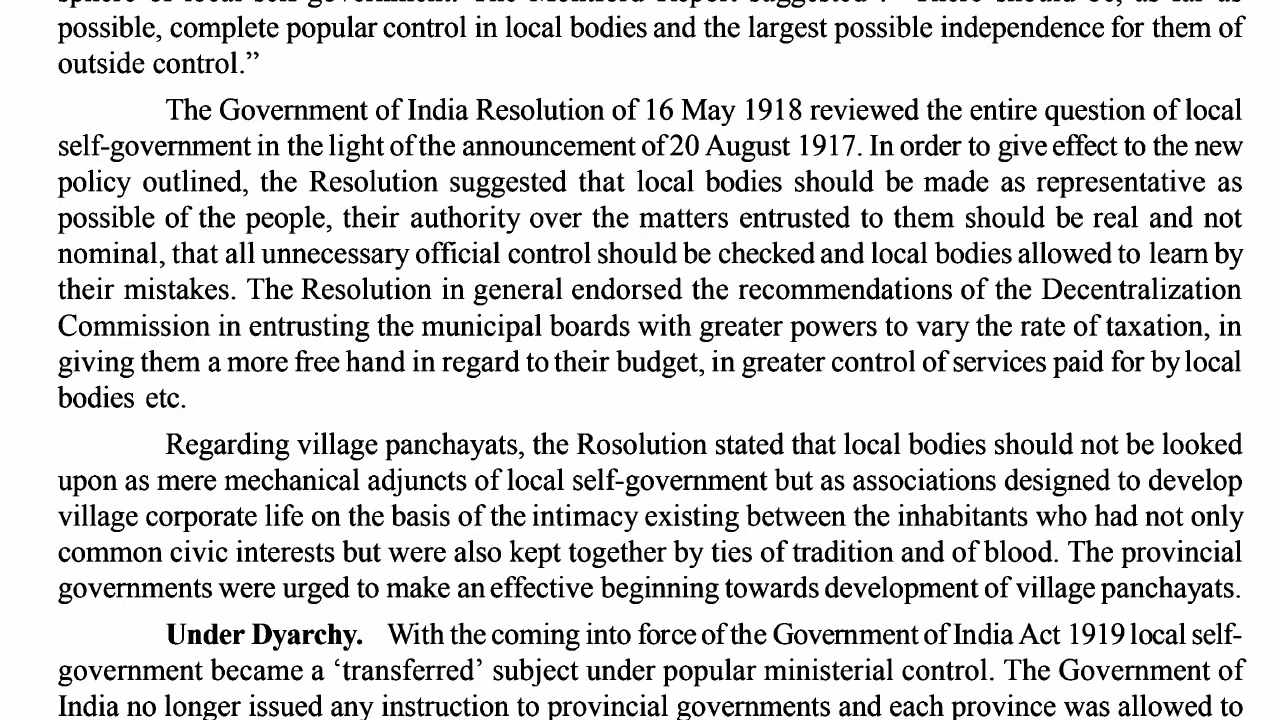 possible, complete popular control in local bodies and the largest possible independence for them of
outside control.”
The Government of India Resolution of 16 May 1918 reviewed the entire question of local
self-government in the light of the announcement of 20 August 1917. In order to give effect to the new
policy outlined, the Resolution suggested that local bodies should be made as representative as
possible of the people, their authority over the matters entrusted to them should be real and not
nominal, that all unnecessary official control should be checked and local bodies allowed to learn by
their mistakes. The Resolution in general endorsed the recommendations of the Decentralization
Commission in entrusting the municipal boards with greater powers to vary the rate of taxation, in
giving them a more free hand in regard to their budget, in greater control of services paid for by local
bodies etc.
Regarding village panchayats, the Rosolution stated that local bodies should not be looked
upon as mere mechanical adjuncts of local self-government but as associations designed to develop
village corporate life on the basis of the intimacy existing between the inhabitants who had not only
common civic interests but were also kept together by ties of tradition and of blood. The provincial
governments were urged to make an effective beginning towards development of village panchayats.
Under Dyarchy. With the coming into force of the Government of India Act 1919 local self-
government became a ‘transferred’ subject under popular ministerial control. The Government of
India no longer issued any instruction to provincial governments and each province was allowed to